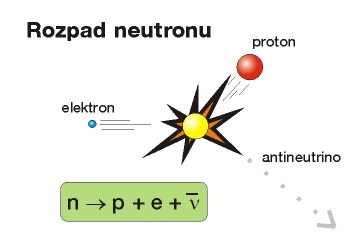 Rozpad neutronu
proton
elektron
antineutrino
n → p + e + ν̅